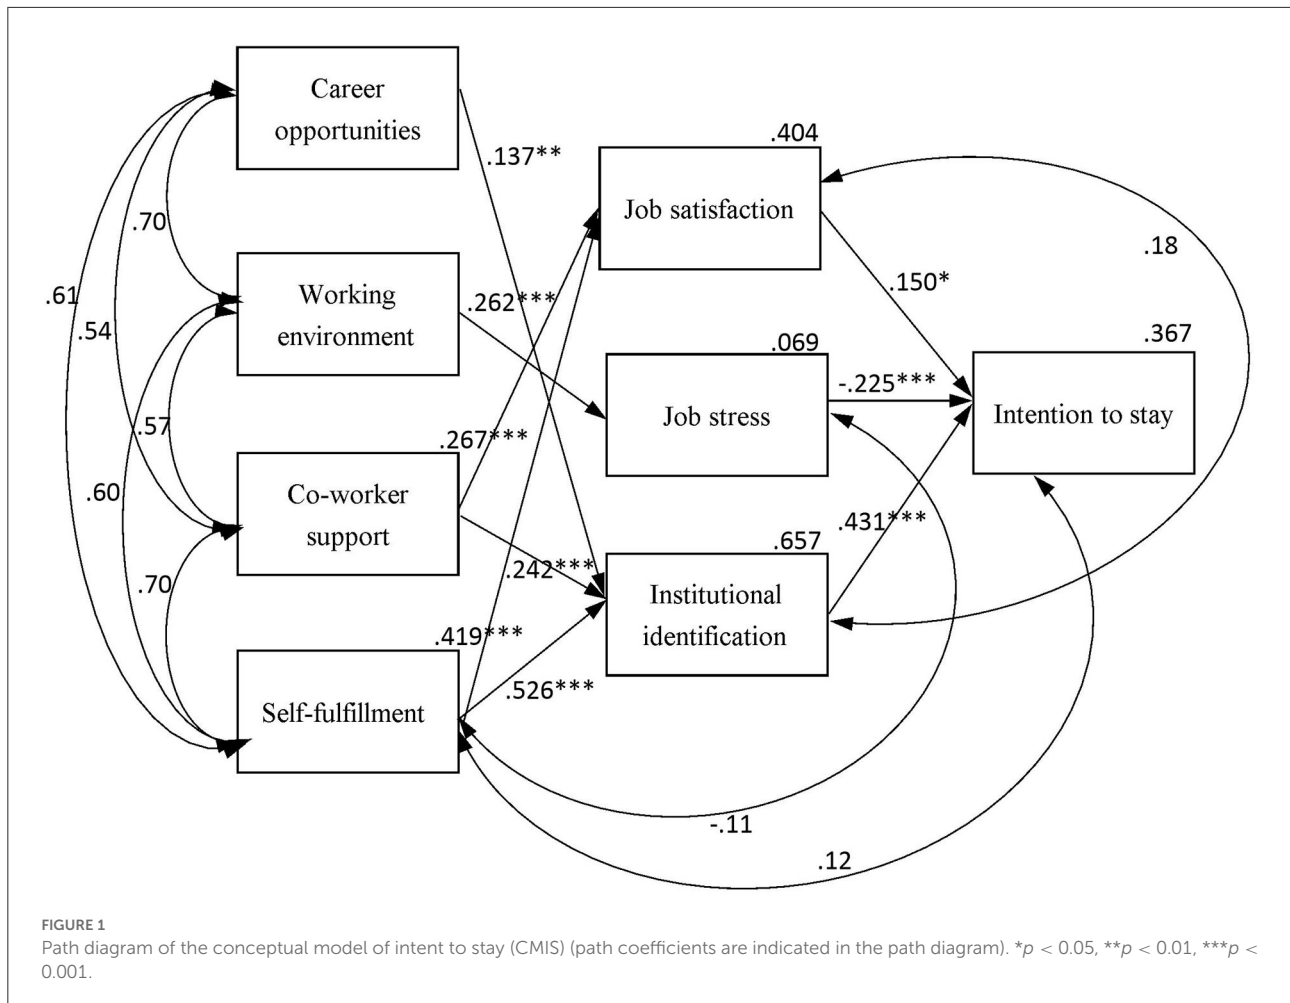 Career
opportunities
.404
.137**
Job satisfaction
.70
.18
Working
environment
.262***
.150*
.61
.54
.069
.367
-.225***
Job stress
Intention to stay
.57
.267***
.60
Co-worker
support
.431***
.657
.242***
Institutional
identification
.70
.419***
.526***
Self-fulfillment
-.11
.12
FIGURE 1
Path diagram of the conceptual model of intent to stay (CMIS) (path coefficients are indicated in the path diagram). *p < 0.05, **p < 0.01, ***p <
0.001.